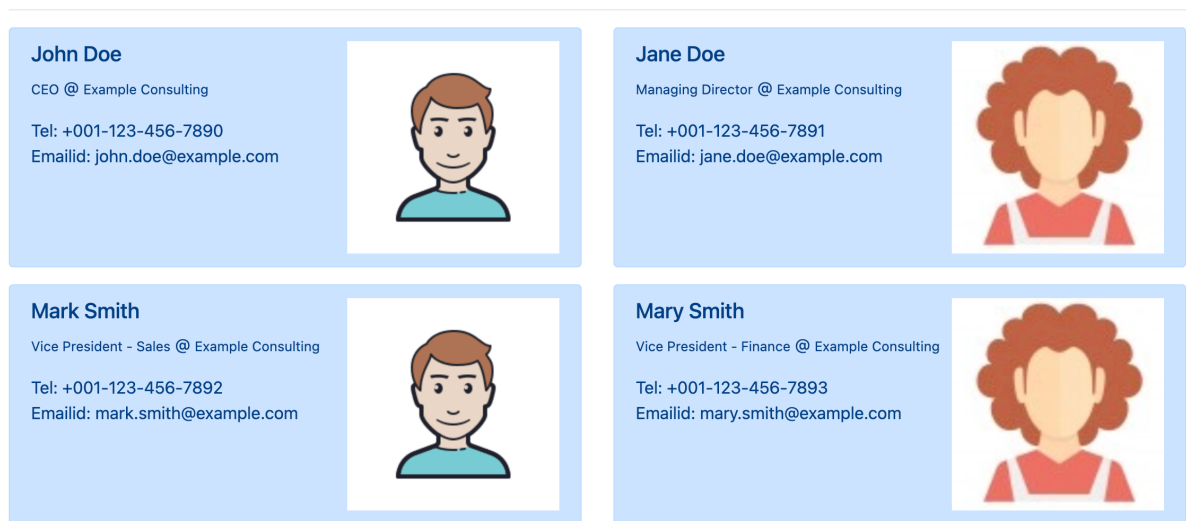 John Doe
CEO @ Example Consulting
Tel: +001-123-456-7890
Emailid: john.doe@example.com
Jane Doe
Managing Director @ Example Consulting
Tel: +001-123-456-7891
Emailid: jane.doe@example.com
Mark Smith
Vice President - Sales @ Example Consulting
Tel: +001-123-456-7892
Emailid: mark.smith@example.com
Mary Smith
Vice President - Finance @ Example Consulting
Tel: +001-123-456-7893
Emailid: mary.smith@example.com